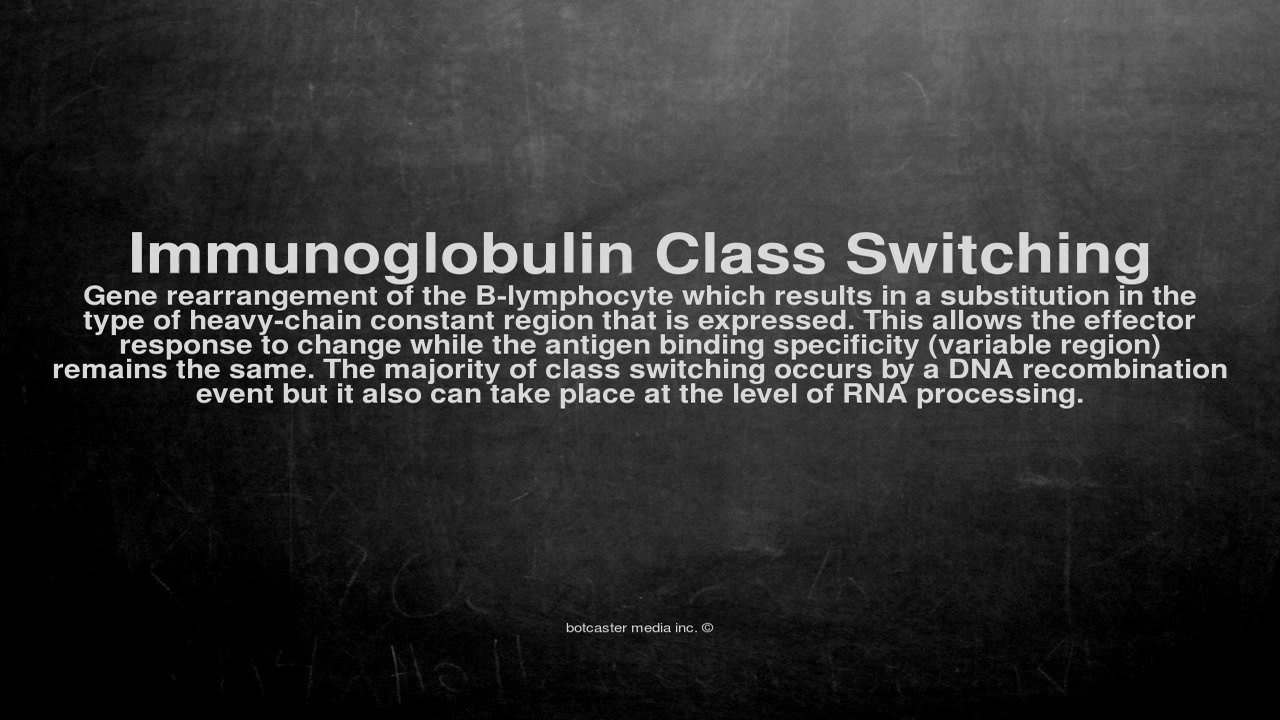 Immunoglobulin Class Switching
Gene rearrangement of the B-lymphocyte which results in a substitution in the
type of heavy-chain constant region that is expressed. This allows the effector
response to change while the antigen binding specificity (variable region)
remains the same. The majority of class switching occurs by a DNA recombination
event but it also can take place at the level of RNA processing.
botcaster media inc. ©